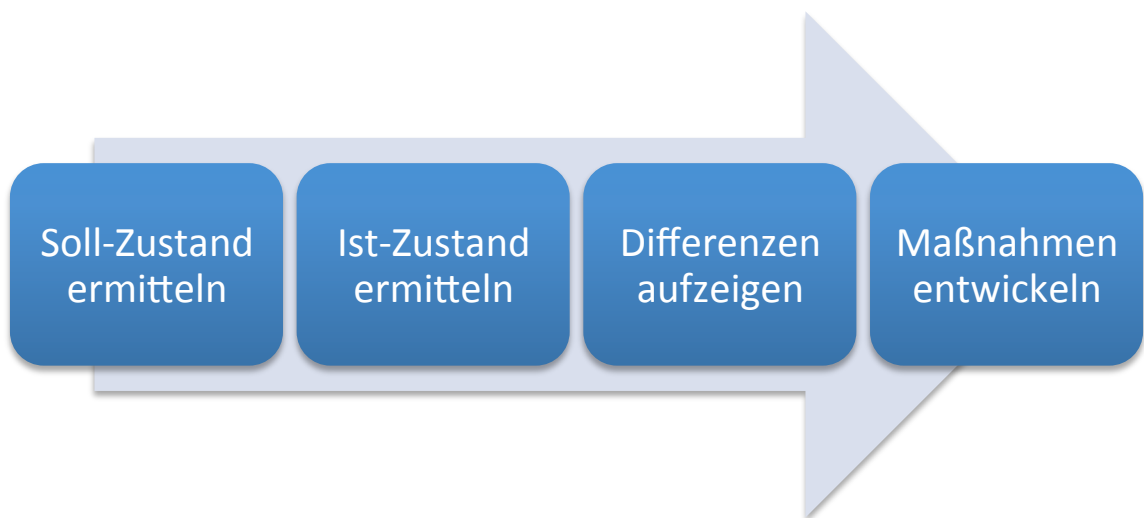 Soll-Zustand
ermitteln
Ist-Zustand
ermitteln
Differenzen
aufzeigen
Maßnahmen
entwickeln